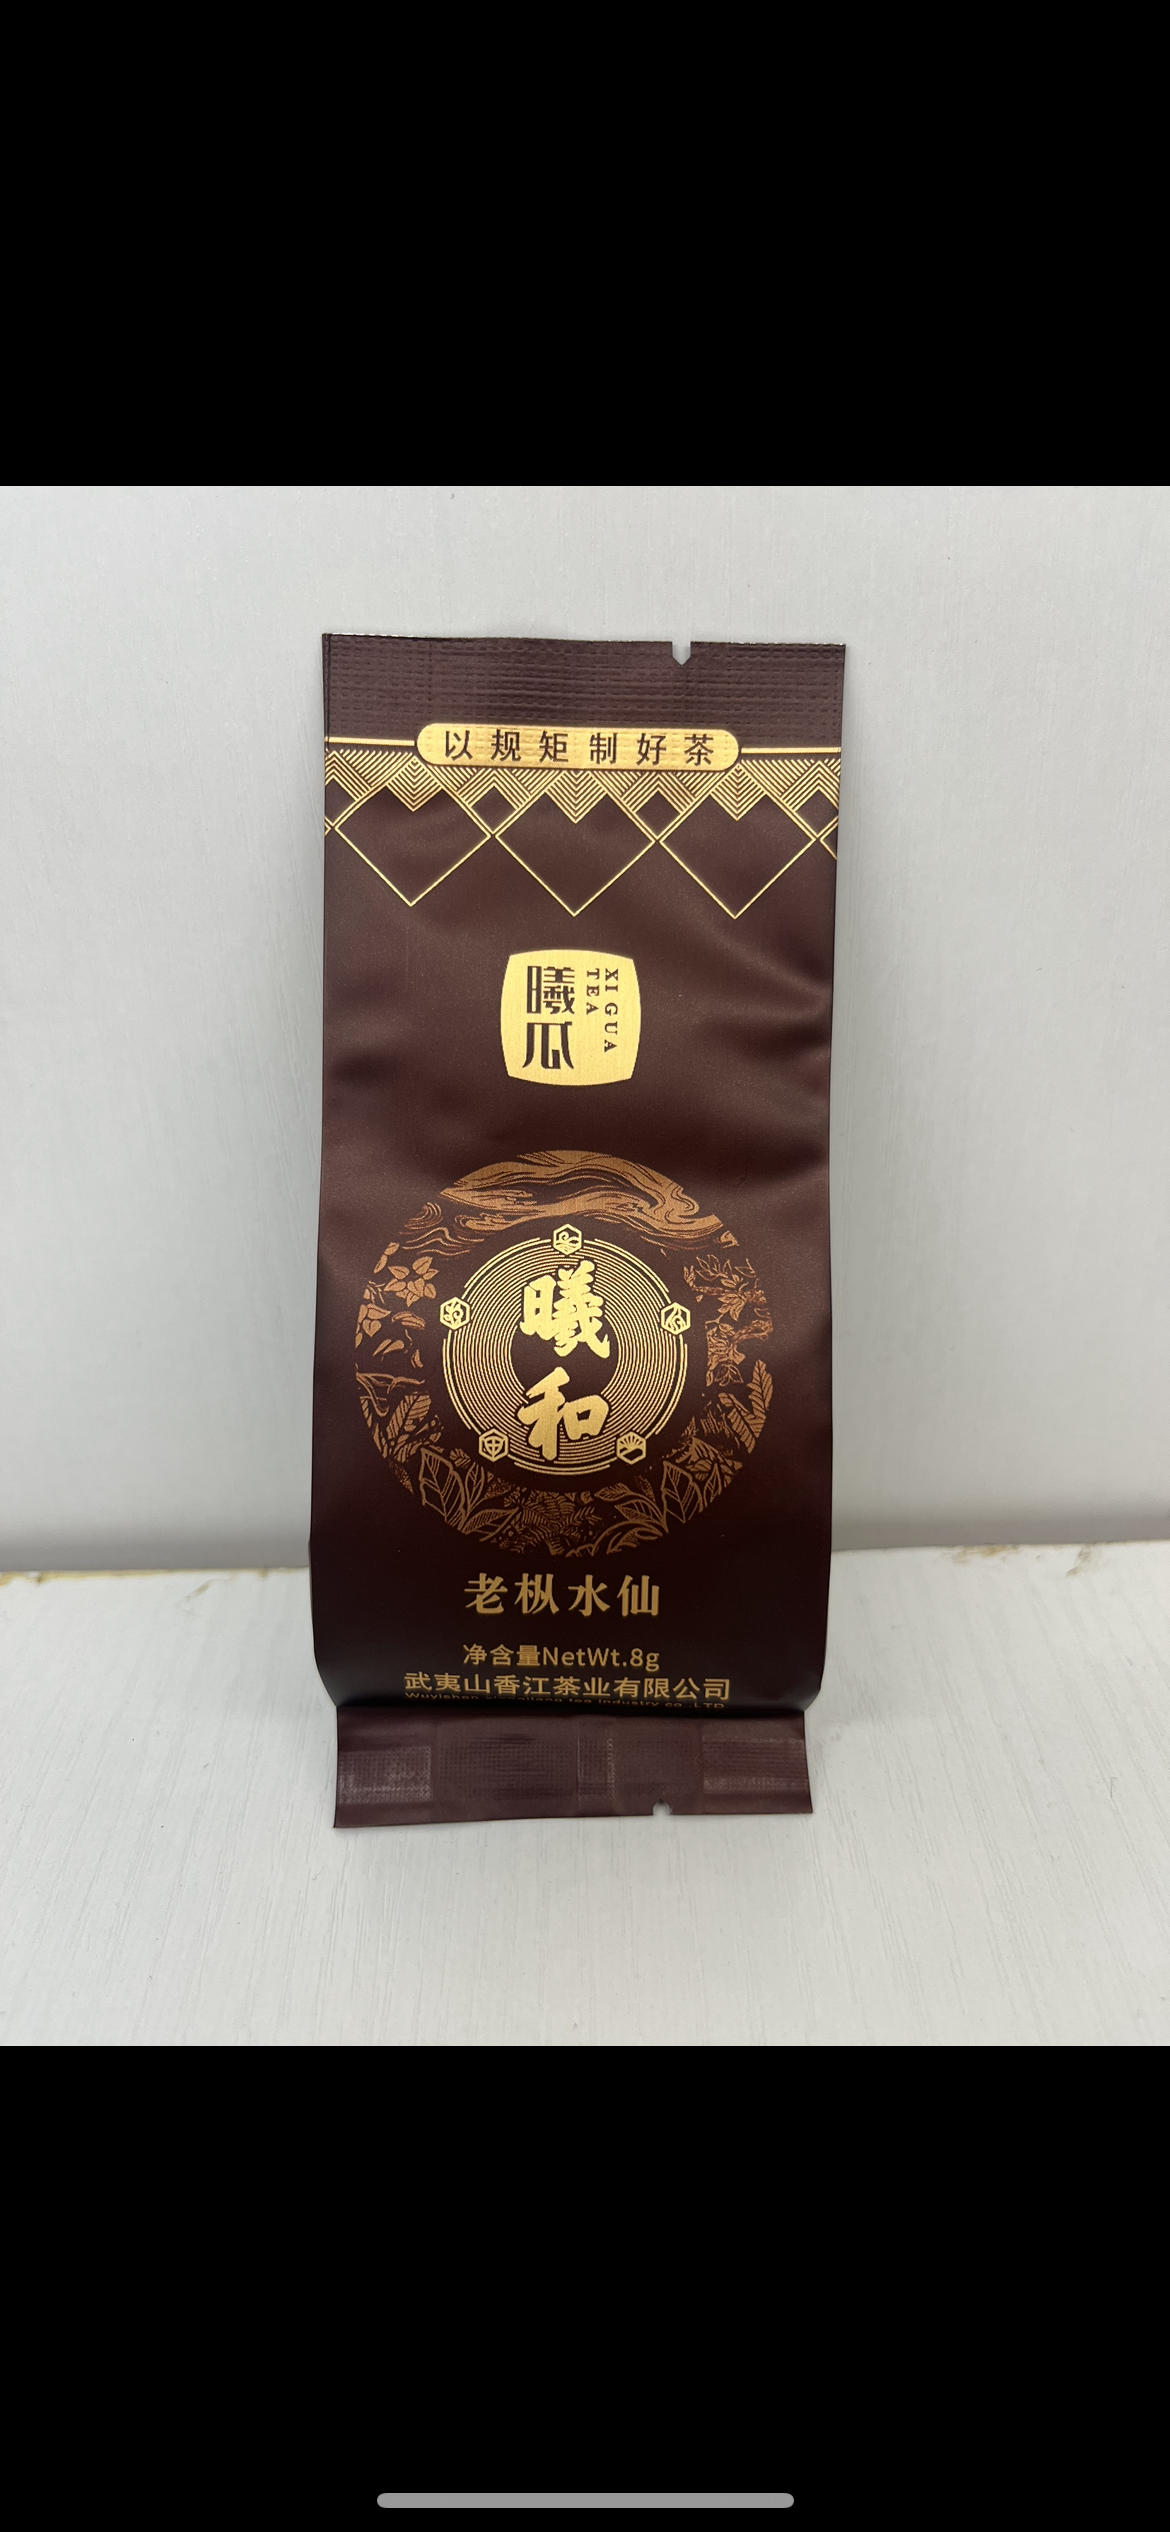 以规矩制好茶
曦瓜
XI GUA
TEA
曦和
老枞水仙
净含量NetWt.8g
武夷山香江茶业有限公司